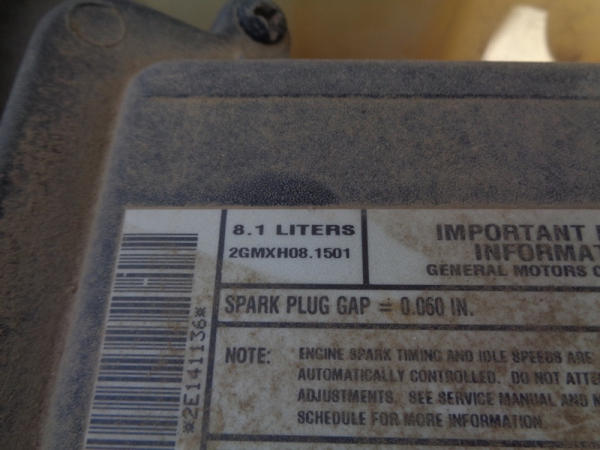 8.1 LITERS
2GMXH08.1501
IMPORTANT
INFORMAT
GENERAL MOTORS C
SPARK PLUG GAP = 0.060 IN.
NOTE: ENGINE SPARK TIMING AND IDLE SPEEDS ARE
AUTOMATICALLY CONTROLLED. DO NOT ATTE
ADJUSTMENTS. SEE SERVICE MANUAL AND
SCHEDULE FOR MORE INFORMATION.
*2E141136*